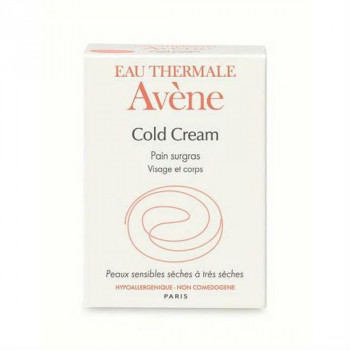 EAU THERMALE
Avène
Cold Cream
Pain surgras
Visage et corps
Peaux sensibles sèches à très sèches
HYPOALLERGENIQUE - NON COMEDOGENE
PARIS